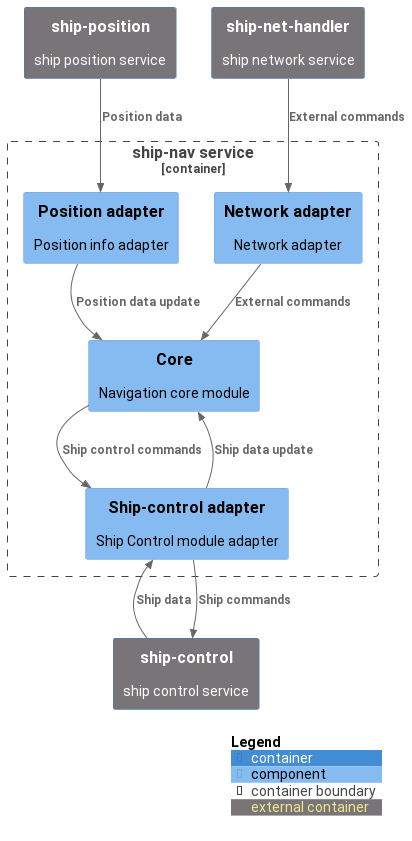 ship-position
ship position service
ship-net-handler
ship network service
Position data
External commands
ship-nav service
[container]
Position adapter
Position info adapter
Network adapter
Network adapter
Position data update
External commands
Core
Navigation core module
Ship control commands
Ship data update
Ship-control adapter
Ship Control module adapter
Ship data
Ship commands
ship-control
ship control service
Legend
container
component
container boundary
external container